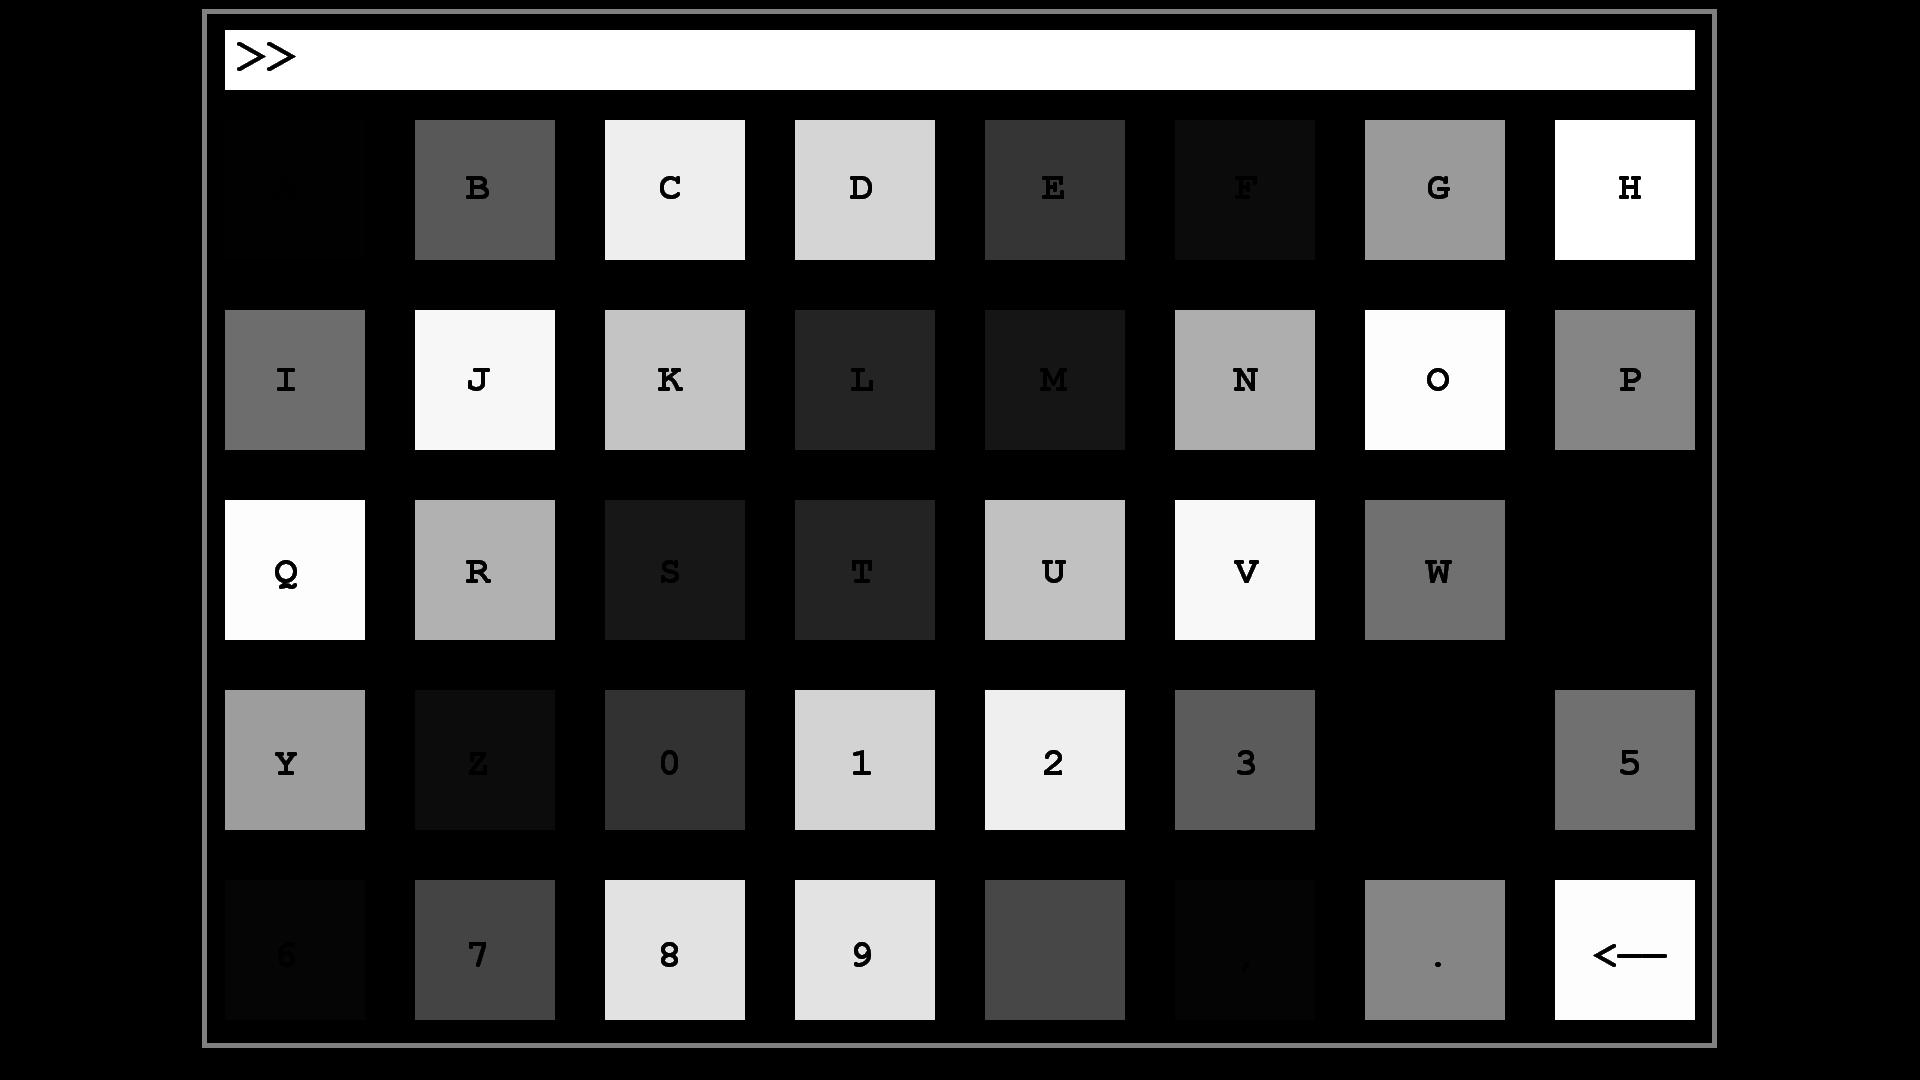 >>
B C D E F G H
I J K L M N O P
Q R S T U V W
Y Z 0 1 2 3 5
6 7 8 9 , . <—